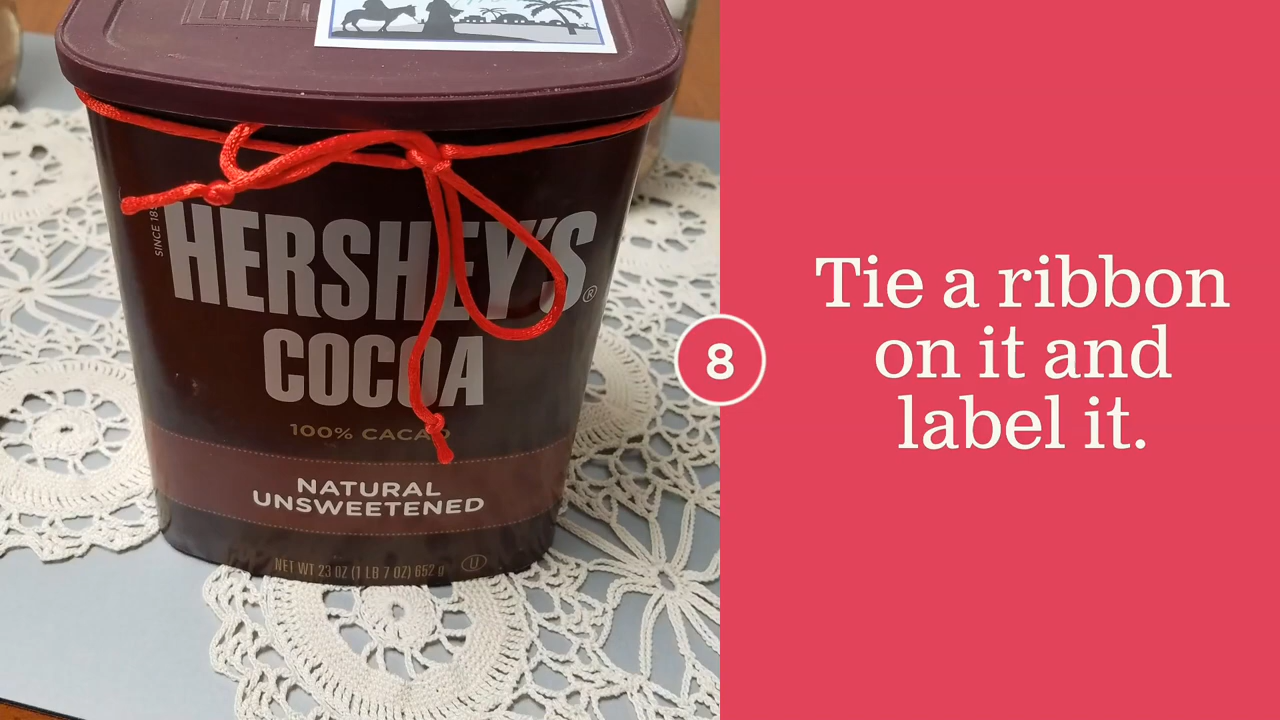 SINCE
HERSHEY'S®
COCOA
100% CACAO
NATURAL
UNSWEETENED
NET WT 23 OZ (1 LB 7 OZ) 652 g
U
8
Tie a ribbon
on it and
label it.